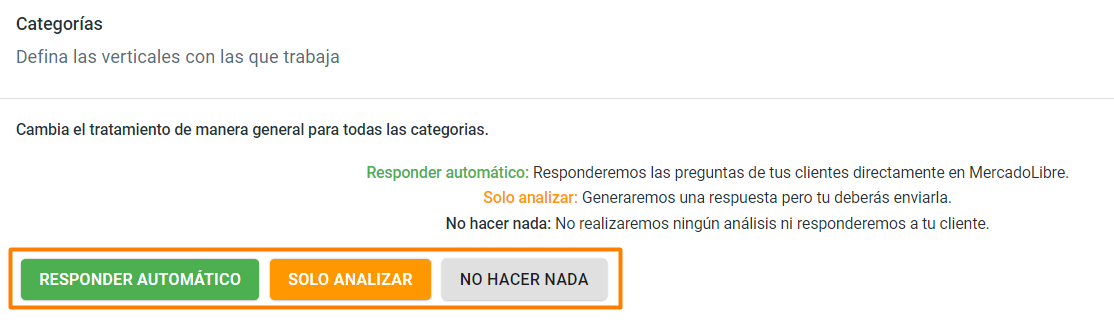 Categorías
Defina las verticales con las que trabaja
Cambia el tratamiento de manera general para todas las categorias.
Responder automático: Responderemos las preguntas de tus clientes directamente en MercadoLibre.
Solo analizar: Generaremos una respuesta pero tu deberás enviarla.
No hacer nada: No realizaremos ningún análisis ni responderemos a tu cliente.
RESPONDER AUTOMÁTICO SOLO ANALIZAR NO HACER NADA